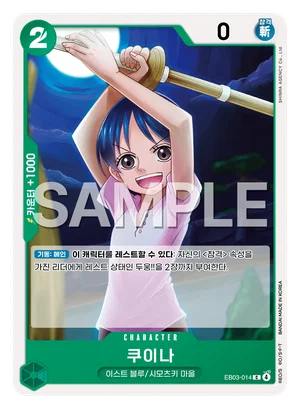 2
0
참격
斬
카운터 +1000
SAMPLE
기동: 메인 이 캐릭터를 레스트할 수 있다: 자신의 <참격> 속성을
가진 리더에게 레스트 상태인 두웅!!을 2장까지 부여한다.
CHARACTER
쿠이나
이스트 블루/시모츠키 마을
EB03-014 C
BANDAI MADE IN KOREA